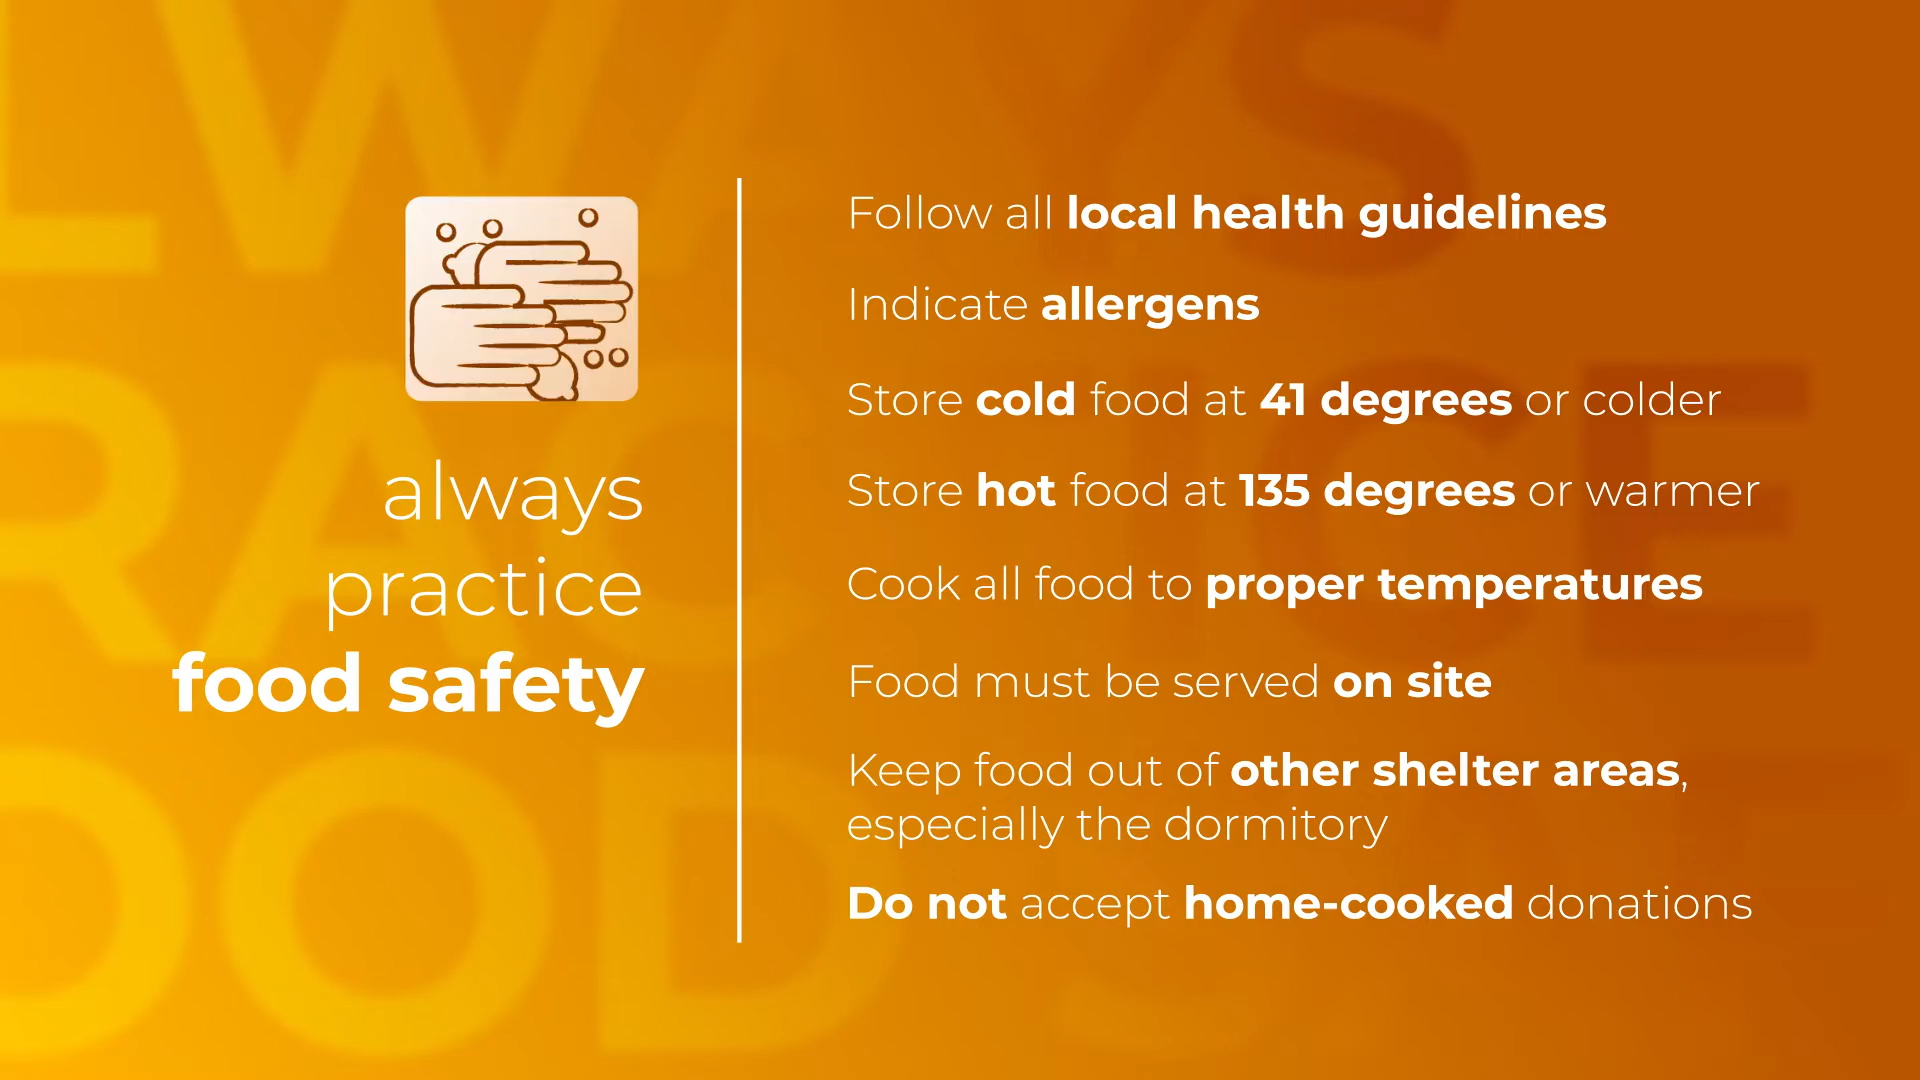 always
practice
food safety
Follow all local health guidelines
Indicate allergens
Store cold food at 41 degrees or colder
Store hot food at 135 degrees or warmer
Cook all food to proper temperatures
Food must be served on site
Keep food out of other shelter areas,
especially the dormitory
Do not accept home-cooked donations